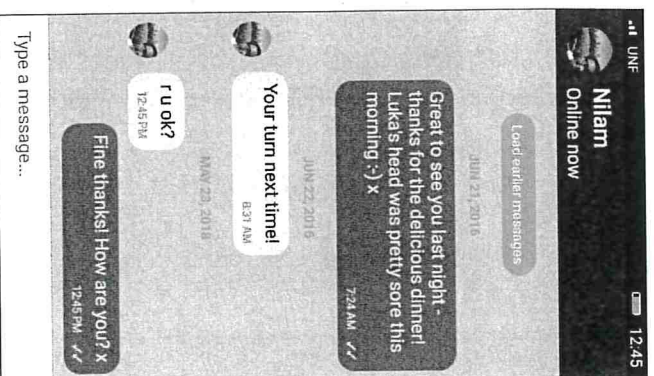 UNF 12:45
Nilam
Online now
Load earlier messages
JUN 21, 2016
Great to see you last night -
thanks for the delicious dinner!
Luka's head was pretty sore this
morning :-) x
7:24 AM
JUN 22, 2016
Your turn next time!
8:31 AM
MAY 23, 2018
r u ok?
12:45 PM
Fine thanks! How are you? x
12:45 PM
Type a message...